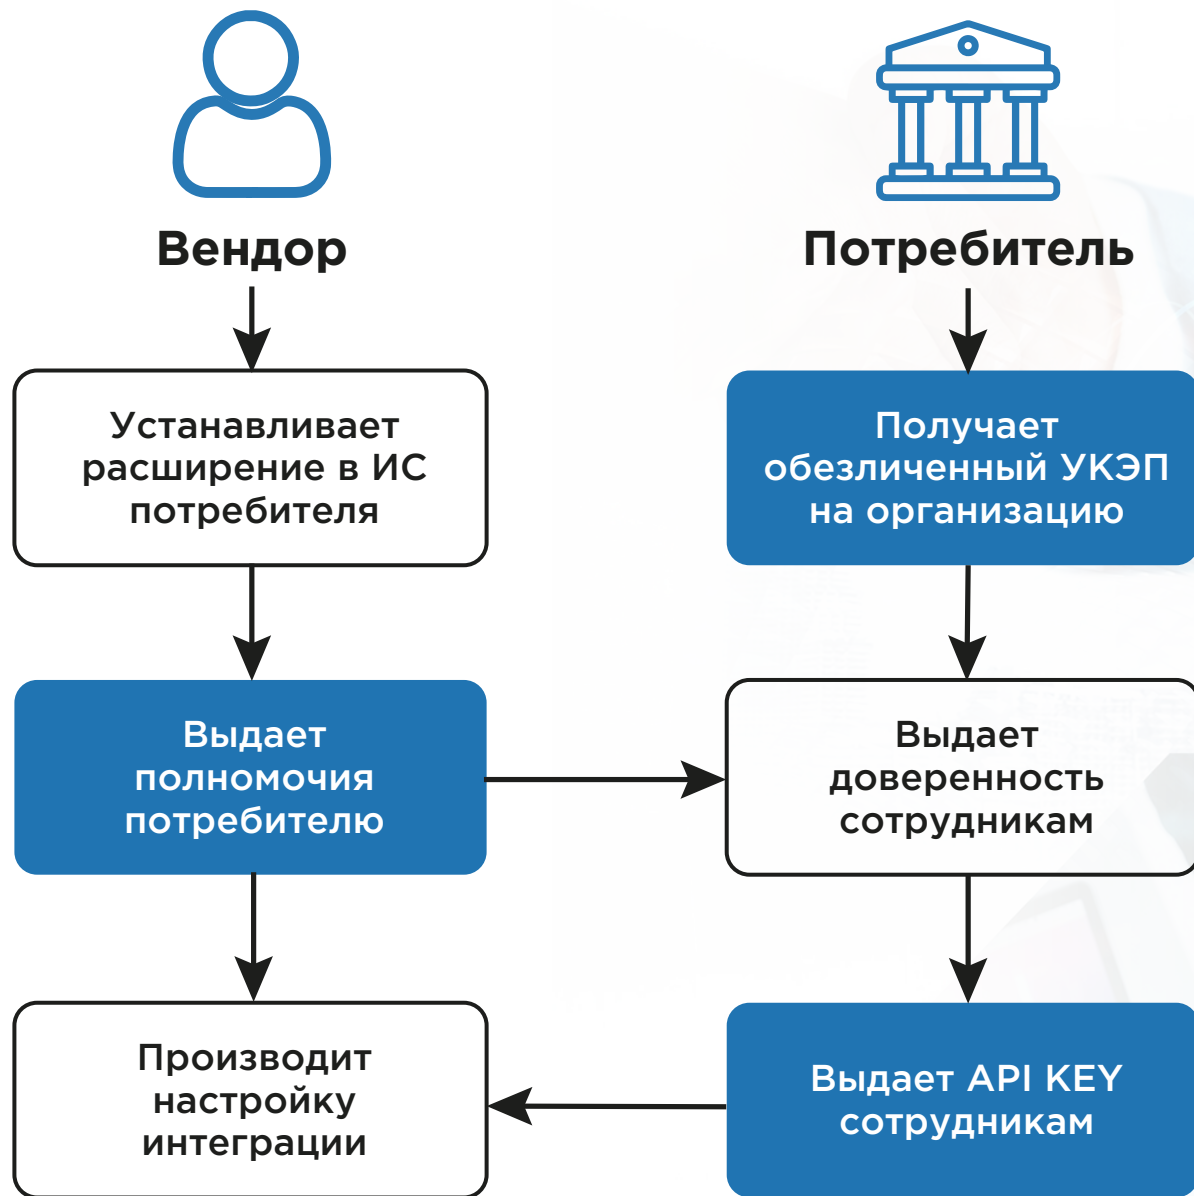 Вендор
Потребитель
Устанавливает
расширение в ИС
потребителя
Получает
обезличенный УКЭП
на организацию
Выдает
полномочия
потребителю
Выдает
доверенность
сотрудникам
Производит
настройку
интеграции
Выдает API KEY
сотрудникам